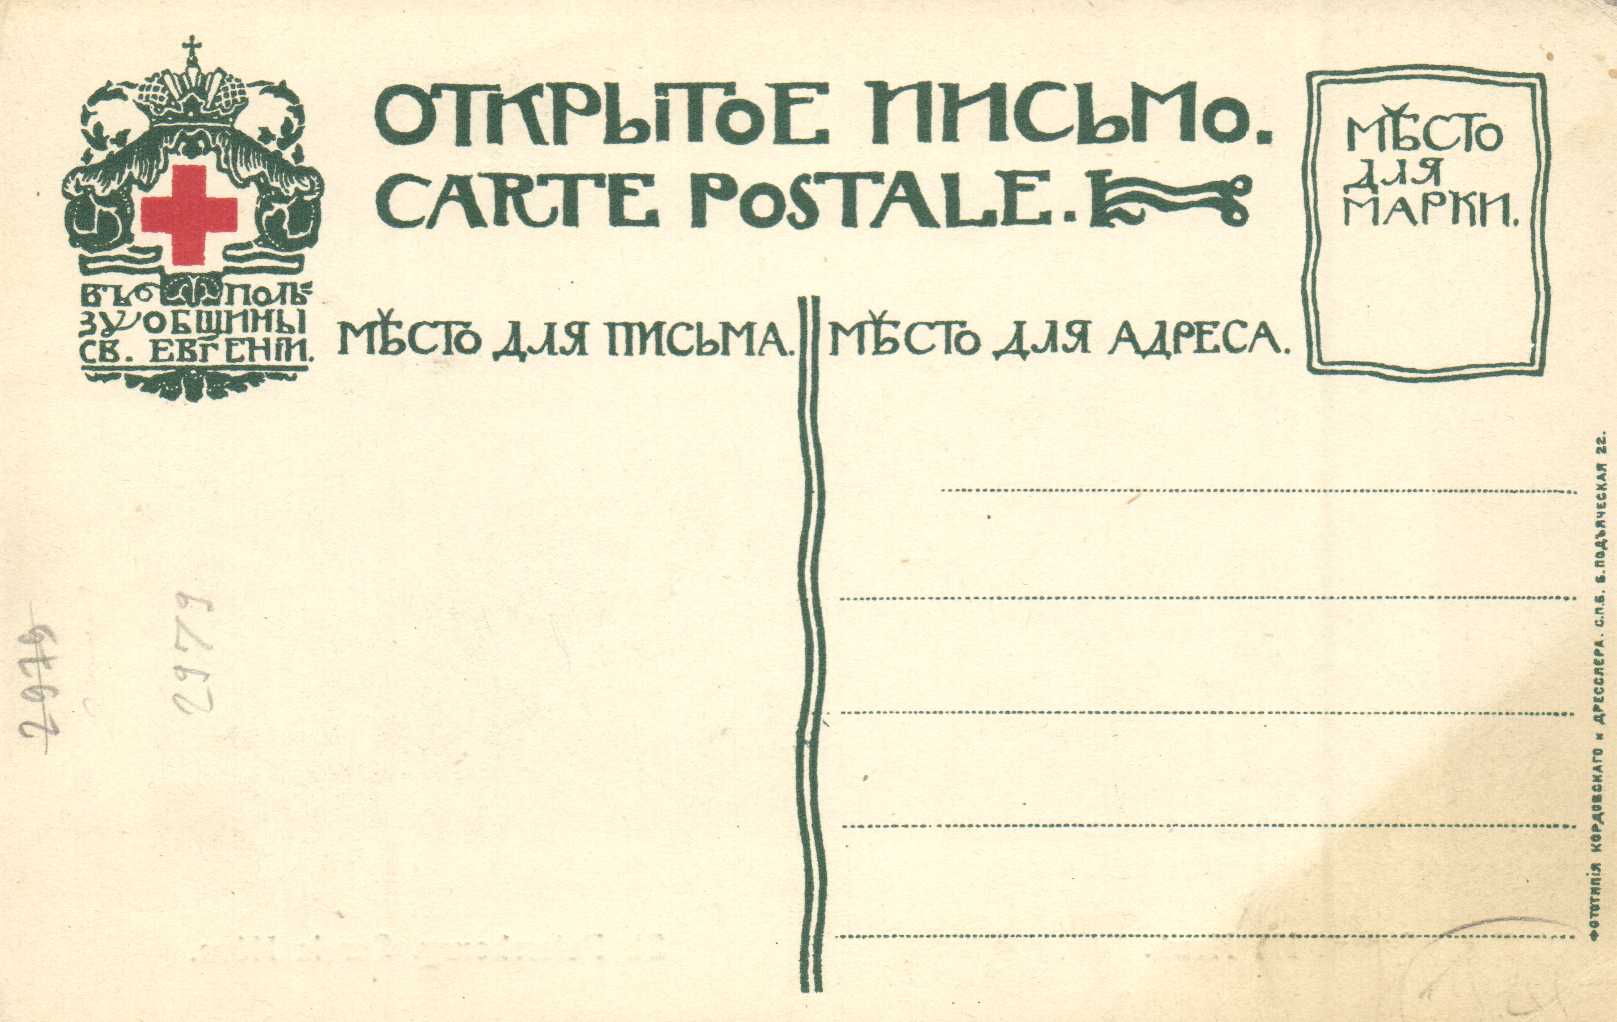 ОТКРЫТОЕ ПИСЬМО.
CARTE POSTALE.
МѢСТО
ДЛЯ
МАРКИ.
ВЪ ПОЛЬ-
ЗУ ОБЩИНЫ
СВ. ЕВГЕНІИ.
МѢСТО ДЛЯ ПИСЬМА.
МѢСТО ДЛЯ АДРЕСА.
2979
2979
ФОТОТИПІЯ КОРДОВСКАГО и ДРЕССЛЕРА. С.П.Б. Б. ПОДЪЯЧЕСКАЯ 22.